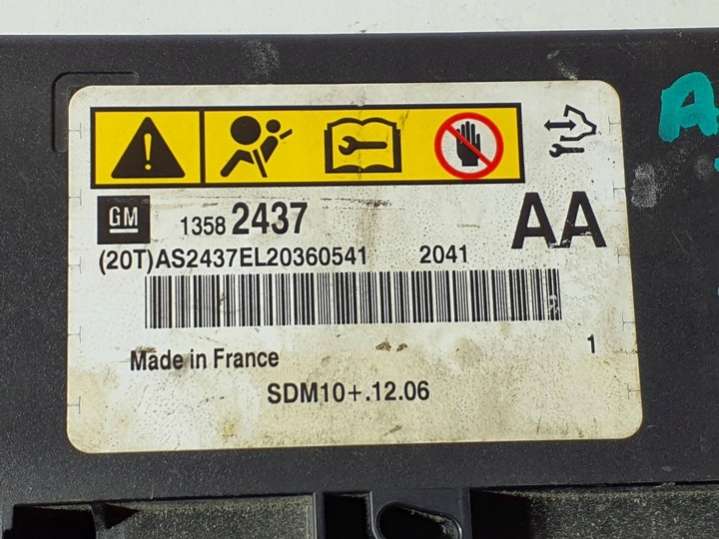 GM 1358 2437 AA
(20T)AS2437EL20360541 2041
1
Made in France
SDM10+.12.06
A